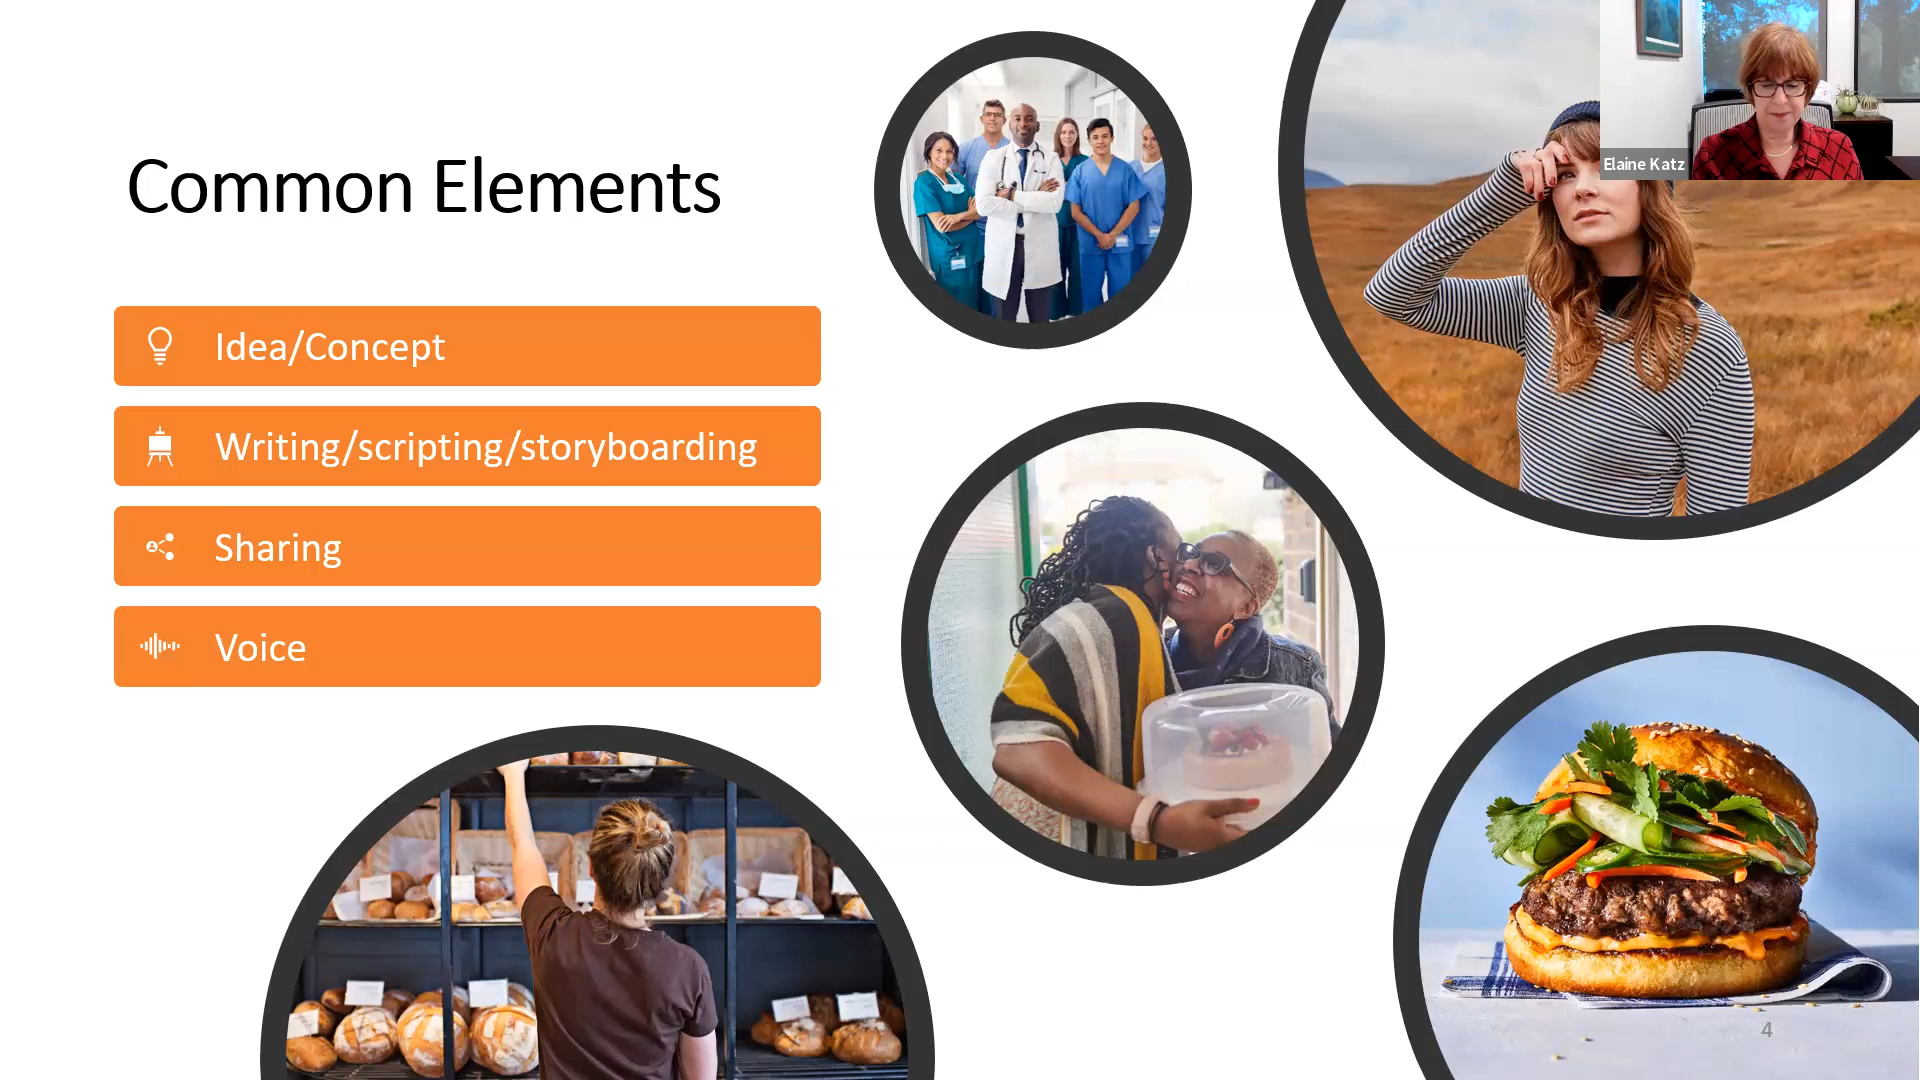 Common Elements
Idea/Concept
Writing/scripting/storyboarding
Sharing
Voice
Elaine Katz
4